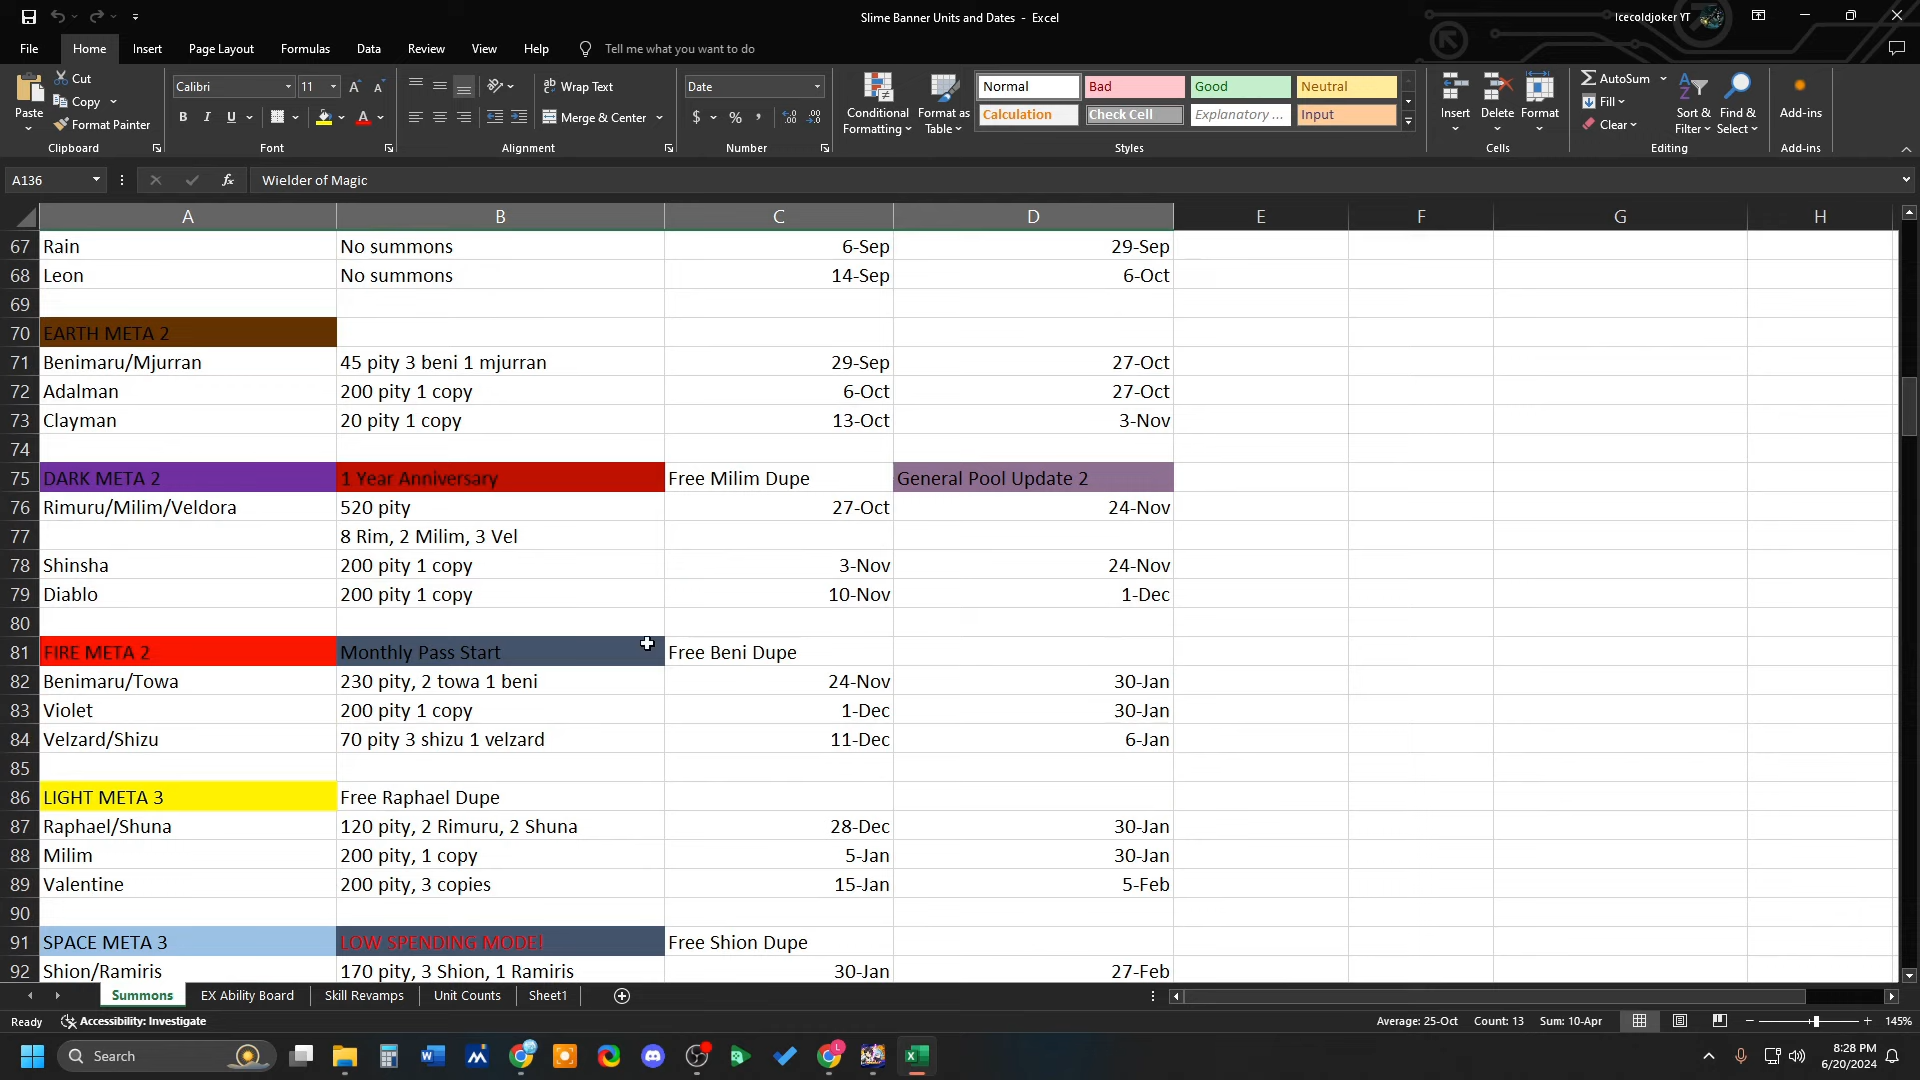 Slime Banner Units and Dates - Excel
Icecoldjoker YT
File Home Insert Page Layout Formulas Data Review View Help Tell me what you want to do
Paste
Cut
Copy
Format Painter
Clipboard
Calibri 11
B I U
Font
Wrap Text
Merge & Center
Alignment
Date
$ % ,
Number
Conditional Formatting
Format as Table
Normal Bad Good Neutral
Calculation Check Cell Explanatory ... Input
Styles
Insert Delete Format
Cells
AutoSum
Fill
Clear
Sort & Filter
Find & Select
Editing
Add-ins
Add-ins
A136 fx Wielder of Magic
A B C D E F G H
67 Rain No summons 6-Sep 29-Sep
68 Leon No summons 14-Sep 6-Oct
69
70 EARTH META 2
71 Benimaru/Mjurran 45 pity 3 beni 1 mjurran 29-Sep 27-Oct
72 Adalman 200 pity 1 copy 6-Oct 27-Oct
73 Clayman 20 pity 1 copy 13-Oct 3-Nov
74
75 DARK META 2 1 Year Anniversary Free Milim Dupe General Pool Update 2
76 Rimuru/Milim/Veldora 520 pity 27-Oct 24-Nov
77 8 Rim, 2 Milim, 3 Vel
78 Shinsha 200 pity 1 copy 3-Nov 24-Nov
79 Diablo 200 pity 1 copy 10-Nov 1-Dec
80
81 FIRE META 2 Monthly Pass Start Free Beni Dupe
82 Benimaru/Towa 230 pity, 2 towa 1 beni 24-Nov 30-Jan
83 Violet 200 pity 1 copy 1-Dec 30-Jan
84 Velzard/Shizu 70 pity 3 shizu 1 velzard 11-Dec 6-Jan
85
86 LIGHT META 3 Free Raphael Dupe
87 Raphael/Shuna 120 pity, 2 Rimuru, 2 Shuna 28-Dec 30-Jan
88 Milim 200 pity, 1 copy 5-Jan 30-Jan
89 Valentine 200 pity, 3 copies 15-Jan 5-Feb
90
91 SPACE META 3 LOW SPENDING MODE! Free Shion Dupe
92 Shion/Ramiris 170 pity, 3 Shion, 1 Ramiris 30-Jan 27-Feb
Summons EX Ability Board Skill Revamps Unit Counts Sheet1
Ready Accessibility: Investigate Average: 25-Oct Count: 13 Sum: 10-Apr 145%
Search
8:28 PM
6/20/2024